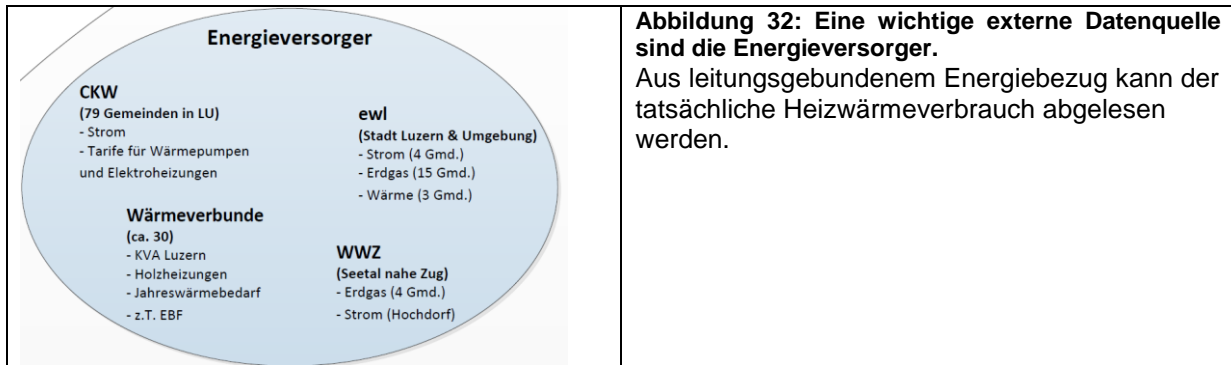 Energieversorger
CKW
(79 Gemeinden in LU)
- Strom
- Tarife für Wärmepumpen
und Elektroheizungen
ewl
(Stadt Luzern & Umgebung)
- Strom (4 Gmd.)
- Erdgas (15 Gmd.)
- Wärme (3 Gmd.)
Wärmeverbunde
(ca. 30)
- KVA Luzern
- Holzheizungen
- Jahreswärmebedarf
- z.T. EBF
WWZ
(Seetal nahe Zug)
- Erdgas (4 Gmd.)
- Strom (Hochdorf)
Abbildung 32: Eine wichtige externe Datenquelle
sind die Energieversorger.
Aus leitungsgebundenem Energiebezug kann der
tatsächliche Heizwärmeverbrauch abgelesen
werden.